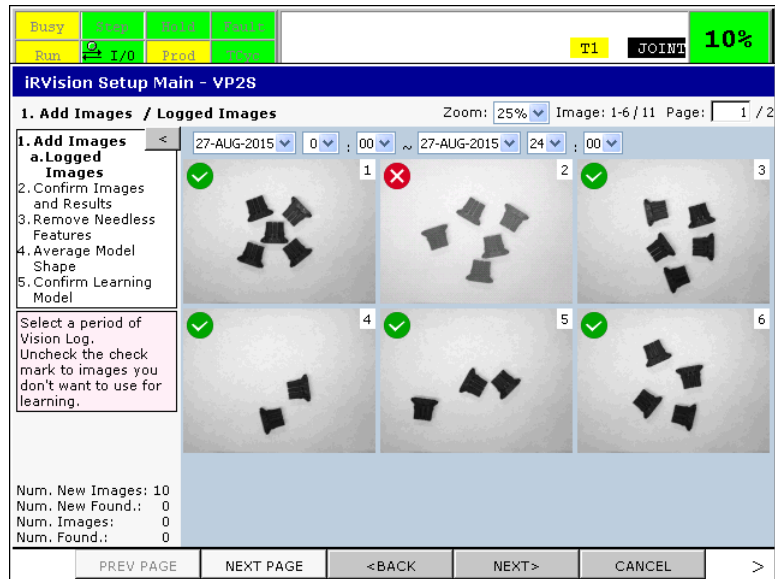 Busy Step Hold Fault
Run I/O Prod TCyc
T1 JOINT 10%
iRVision Setup Main - VP2S
1. Add Images / Logged Images
Zoom: 25% Image: 1-6 / 11 Page: 1 / 2
1. Add Images <
a.Logged
Images
2. Confirm Images
and Results
3. Remove Needless
Features
4. Average Model
Shape
5. Confirm Learning
Model
27-AUG-2015 0 : 00 ~ 27-AUG-2015 24 : 00
1 2 3
4 5 6
Select a period of
Vision Log.
Uncheck the check
mark to images you
don't want to use for
learning.
Num. New Images: 10
Num. New Found.: 0
Num. Images: 0
Num. Found.: 0
PREV PAGE NEXT PAGE <BACK NEXT> CANCEL >